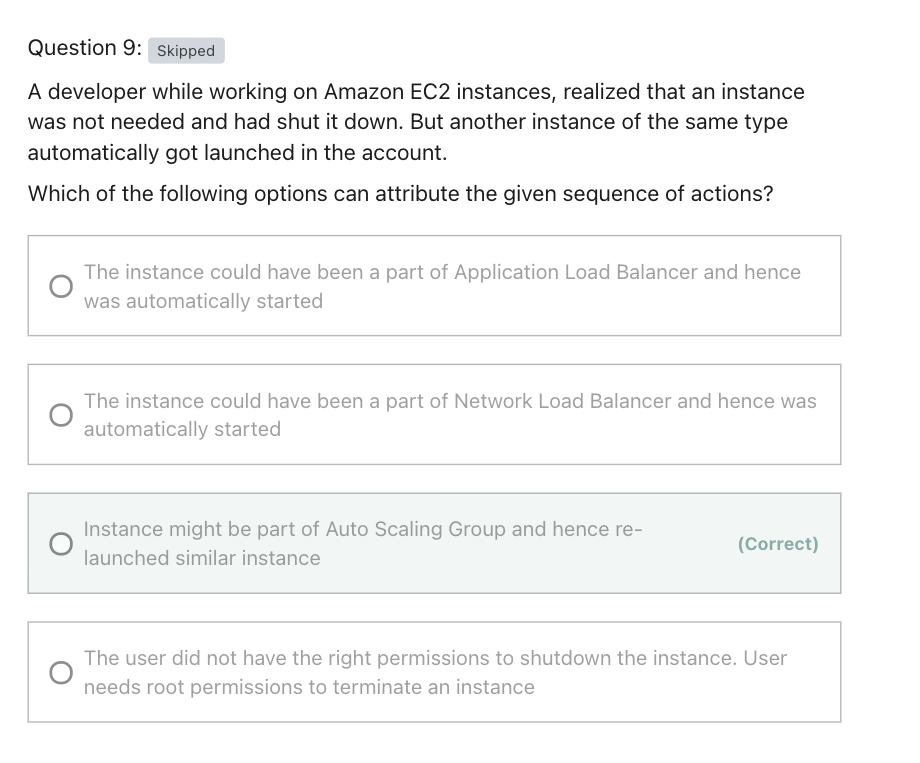 Question 9: Skipped
A developer while working on Amazon EC2 instances, realized that an instance
was not needed and had shut it down. But another instance of the same type
automatically got launched in the account.
Which of the following options can attribute the given sequence of actions?
The instance could have been a part of Application Load Balancer and hence
was automatically started
The instance could have been a part of Network Load Balancer and hence was
automatically started
Instance might be part of Auto Scaling Group and hence re-
launched similar instance
(Correct)
The user did not have the right permissions to shutdown the instance. User
needs root permissions to terminate an instance